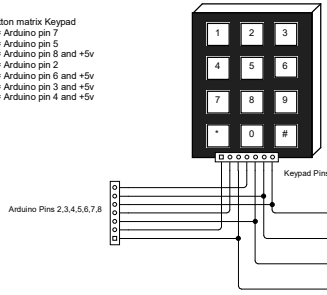 tton matrix Keypad
= Arduino pin 7
= Arduino pin 5
= Arduino pin 8 and +5v
= Arduino pin 2
= Arduino pin 6 and +5v
= Arduino pin 3 and +5v
= Arduino pin 4 and +5v
1 2 3
4 5 6
7 8 9
* 0 #
Keypad Pins
Arduino Pins 2,3,4,5,6,7,8